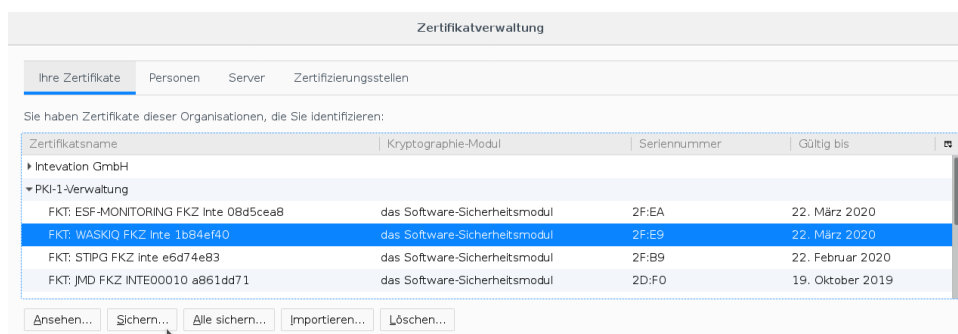 Zertifikatverwaltung
Ihre Zertifikate Personen Server Zertifizierungsstellen
Sie haben Zertifikate dieser Organisationen, die Sie identifizieren:
Zertifikatsname Kryptographie-Modul Seriennummer Gültig bis
Intevation GmbH
PKI-1-Verwaltung
FKT: ESF-MONITORING FKZ Inte 08d5cea8 das Software-Sicherheitsmodul 2F:EA 22. März 2020
FKT: WASKIQ FKZ Inte 1b84ef40 das Software-Sicherheitsmodul 2F:E9 22. März 2020
FKT: STIPG FKZ inte e6d74e83 das Software-Sicherheitsmodul 2F:B9 22. Februar 2020
FKT: JMD FKZ INTE00010 a861dd71 das Software-Sicherheitsmodul 2D:F0 19. Oktober 2019
Ansehen... Sichern... Alle sichern... Importieren... Löschen...